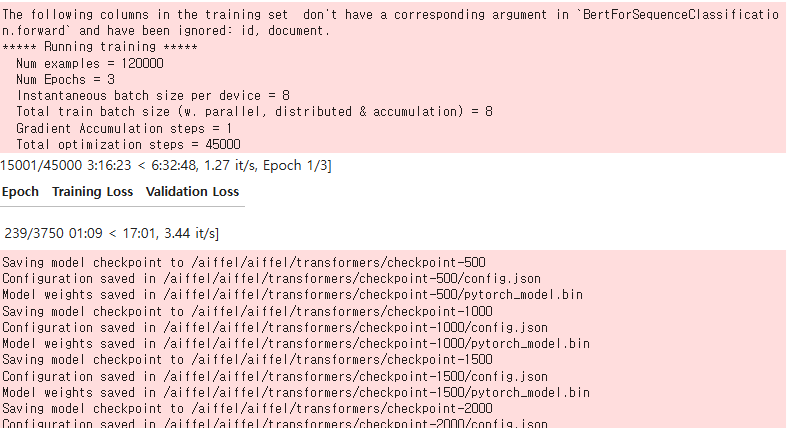 The following columns in the training set  don't have a corresponding argument in `BertForSequenceClassificatio
n.forward` and have been ignored: id, document.
***** Running training *****
  Num examples = 120000
  Num Epochs = 3
  Instantaneous batch size per device = 8
  Total train batch size (w. parallel, distributed & accumulation) = 8
  Gradient Accumulation steps = 1
  Total optimization steps = 45000
15001/45000 3:16:23 < 6:32:48, 1.27 it/s, Epoch 1/3]
Epoch Training Loss Validation Loss
239/3750 01:09 < 17:01, 3.44 it/s]
Saving model checkpoint to /aiffel/aiffel/transformers/checkpoint-500
Configuration saved in /aiffel/aiffel/transformers/checkpoint-500/config.json
Model weights saved in /aiffel/aiffel/transformers/checkpoint-500/pytorch_model.bin
Saving model checkpoint to /aiffel/aiffel/transformers/checkpoint-1000
Configuration saved in /aiffel/aiffel/transformers/checkpoint-1000/config.json
Model weights saved in /aiffel/aiffel/transformers/checkpoint-1000/pytorch_model.bin
Saving model checkpoint to /aiffel/aiffel/transformers/checkpoint-1500
Configuration saved in /aiffel/aiffel/transformers/checkpoint-1500/config.json
Model weights saved in /aiffel/aiffel/transformers/checkpoint-1500/pytorch_model.bin
Saving model checkpoint to /aiffel/aiffel/transformers/checkpoint-2000
Configuration saved in /aiffel/aiffel/transformers/checkpoint-2000/config.json